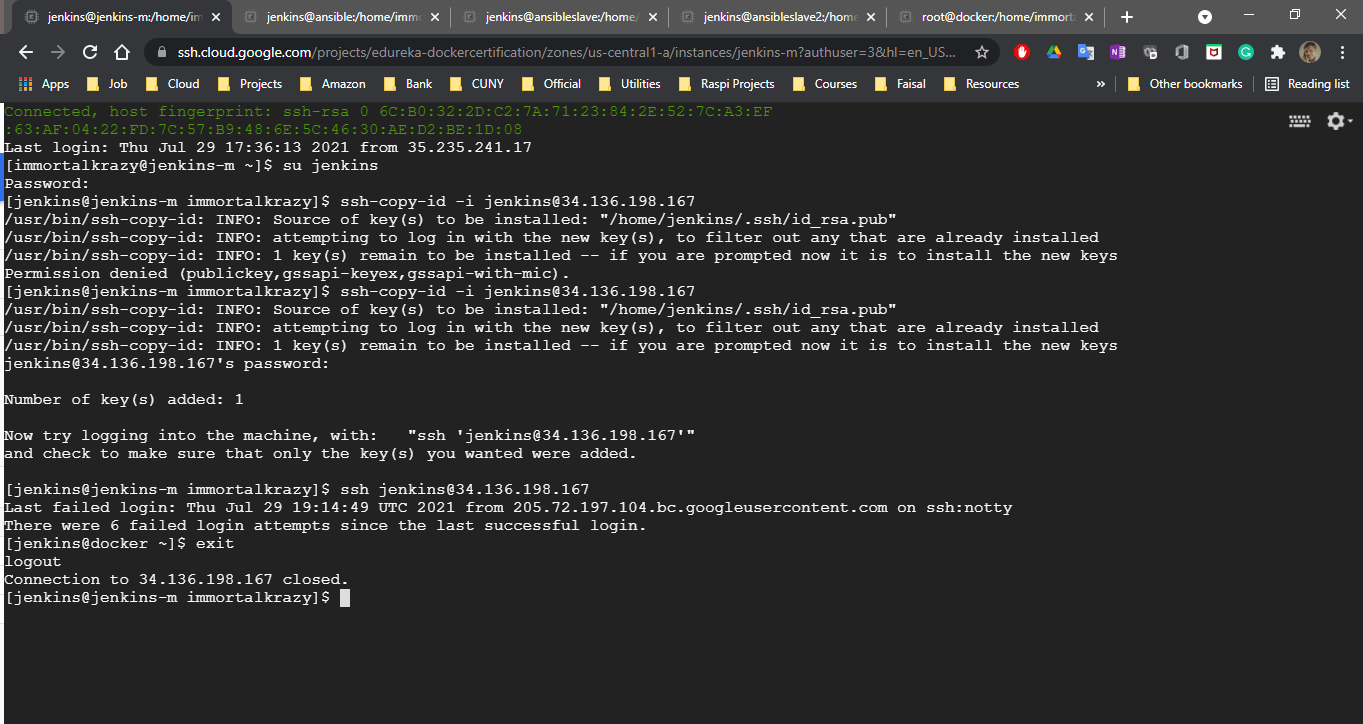 jenkins@jenkins-m:/home/im
jenkins@ansible:/home/immo
jenkins@ansibleslave:/home/
jenkins@ansibleslave2:/home
root@docker:/home/immort
ssh.cloud.google.com/projects/edureka-dockercertification/zones/us-central1-a/instances/jenkins-m?authuser=3&hl=en_US...
Apps Job Cloud Projects Amazon Bank CUNY Official Utilities Raspi Projects Courses Faisal Resources » Other bookmarks Reading list
Connected, host fingerprint: ssh-rsa 0 6C:B0:32:2D:C2:7A:71:23:84:2E:52:7C:A3:EF
:63:AF:04:22:FD:7C:57:B9:48:6E:5C:46:30:AE:D2:BE:1D:08
Last login: Thu Jul 29 17:36:13 2021 from 35.235.241.17
[immortalkrazy@jenkins-m ~]$ su jenkins
Password:
[jenkins@jenkins-m immortalkrazy]$ ssh-copy-id -i jenkins@34.136.198.167
/usr/bin/ssh-copy-id: INFO: Source of key(s) to be installed: "/home/jenkins/.ssh/id_rsa.pub"
/usr/bin/ssh-copy-id: INFO: attempting to log in with the new key(s), to filter out any that are already installed
/usr/bin/ssh-copy-id: INFO: 1 key(s) remain to be installed -- if you are prompted now it is to install the new keys
Permission denied (publickey,gssapi-keyex,gssapi-with-mic).
[jenkins@jenkins-m immortalkrazy]$ ssh-copy-id -i jenkins@34.136.198.167
/usr/bin/ssh-copy-id: INFO: Source of key(s) to be installed: "/home/jenkins/.ssh/id_rsa.pub"
/usr/bin/ssh-copy-id: INFO: attempting to log in with the new key(s), to filter out any that are already installed
/usr/bin/ssh-copy-id: INFO: 1 key(s) remain to be installed -- if you are prompted now it is to install the new keys
jenkins@34.136.198.167's password:
Number of key(s) added: 1
Now try logging into the machine, with:   "ssh 'jenkins@34.136.198.167'"
and check to make sure that only the key(s) you wanted were added.
[jenkins@jenkins-m immortalkrazy]$ ssh jenkins@34.136.198.167
Last failed login: Thu Jul 29 19:14:49 UTC 2021 from 205.72.197.104.bc.googleusercontent.com on ssh:notty
There were 6 failed login attempts since the last successful login.
[jenkins@docker ~]$ exit
logout
Connection to 34.136.198.167 closed.
[jenkins@jenkins-m immortalkrazy]$